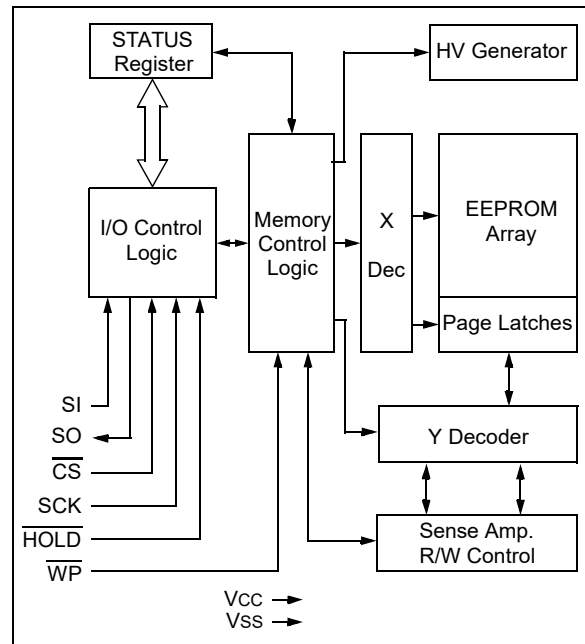 STATUS
Register
HV Generator
I/O Control
Logic
Memory
Control
Logic
X
Dec
EEPROM
Array
Page Latches
SI
SO
CS
SCK
HOLD
WP
Y Decoder
Sense Amp.
R/W Control
VCC
VSS